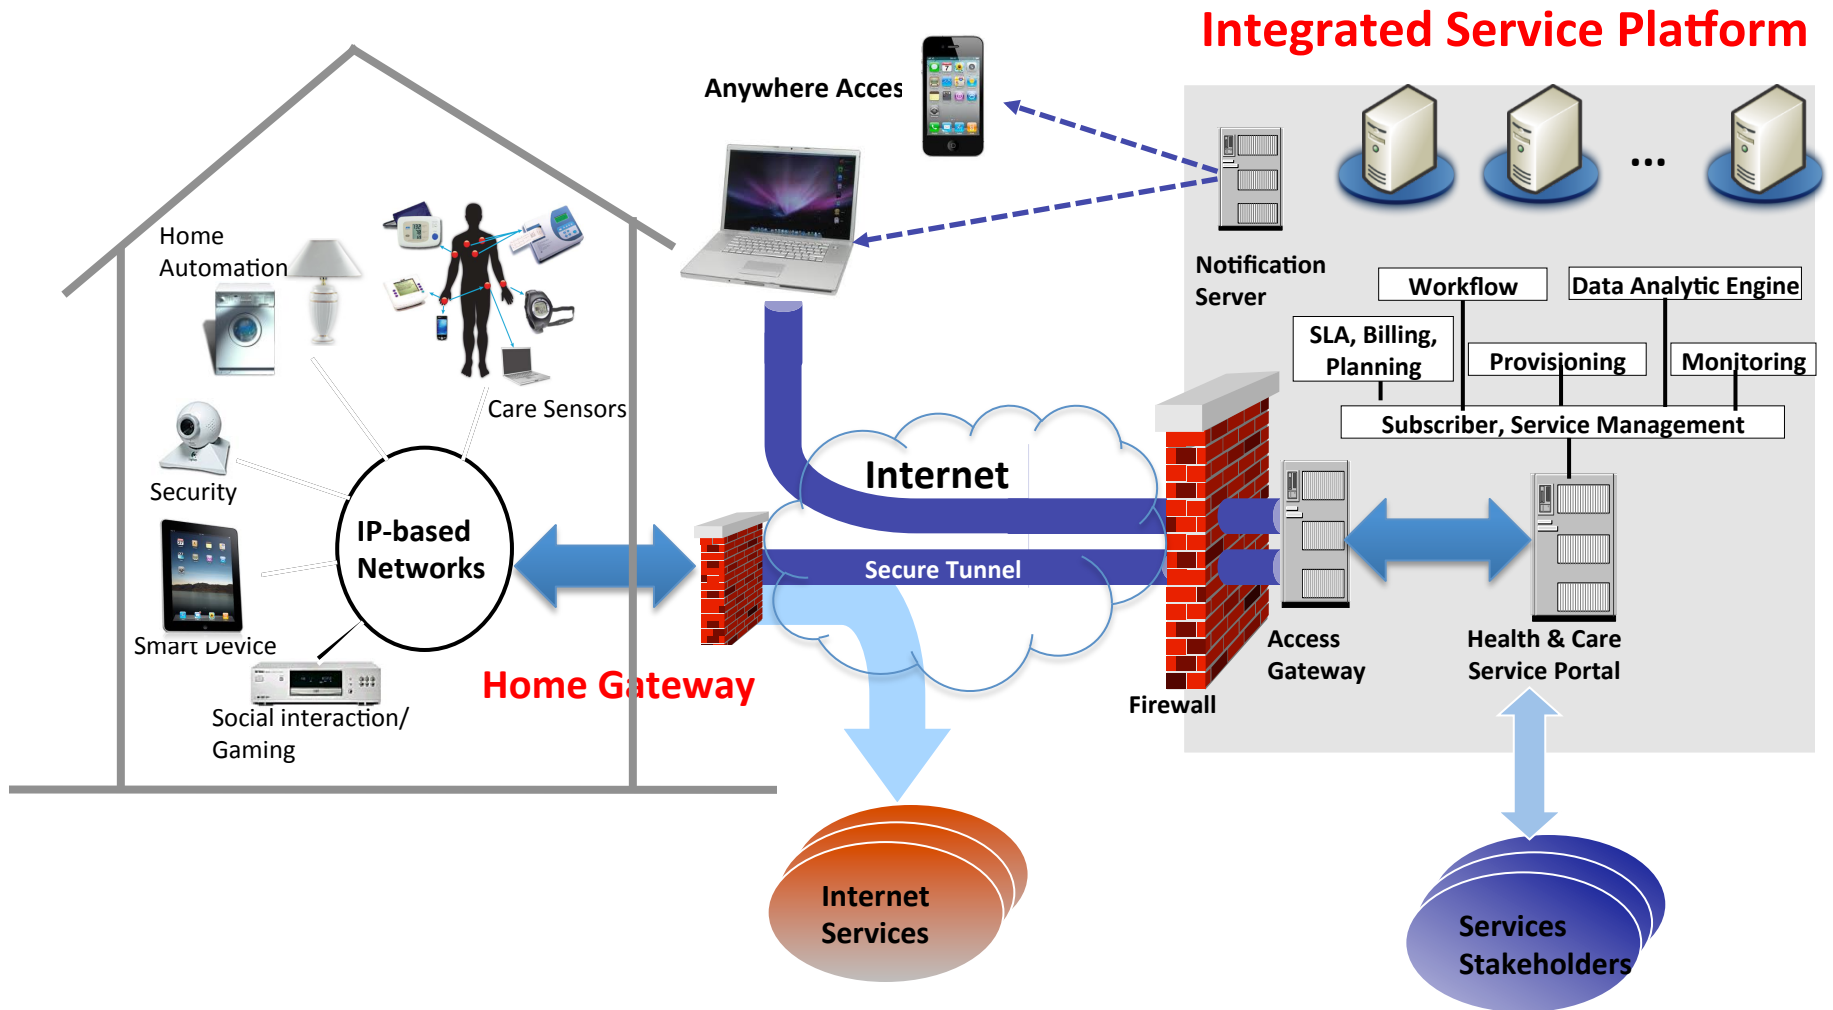 Integrated Service Platform
Anywhere Acces
Home
Automation
Care Sensors
Security
IP-based
Networks
Smart Device
Social interaction/
Gaming
Home Gateway
Internet
Secure Tunnel
Internet
Services
Firewall
Notification
Server
Workflow
Data Analytic Engine
SLA, Billing,
Planning
Provisioning
Monitoring
Subscriber, Service Management
...
Access
Gateway
Health & Care
Service Portal
Services
Stakeholders